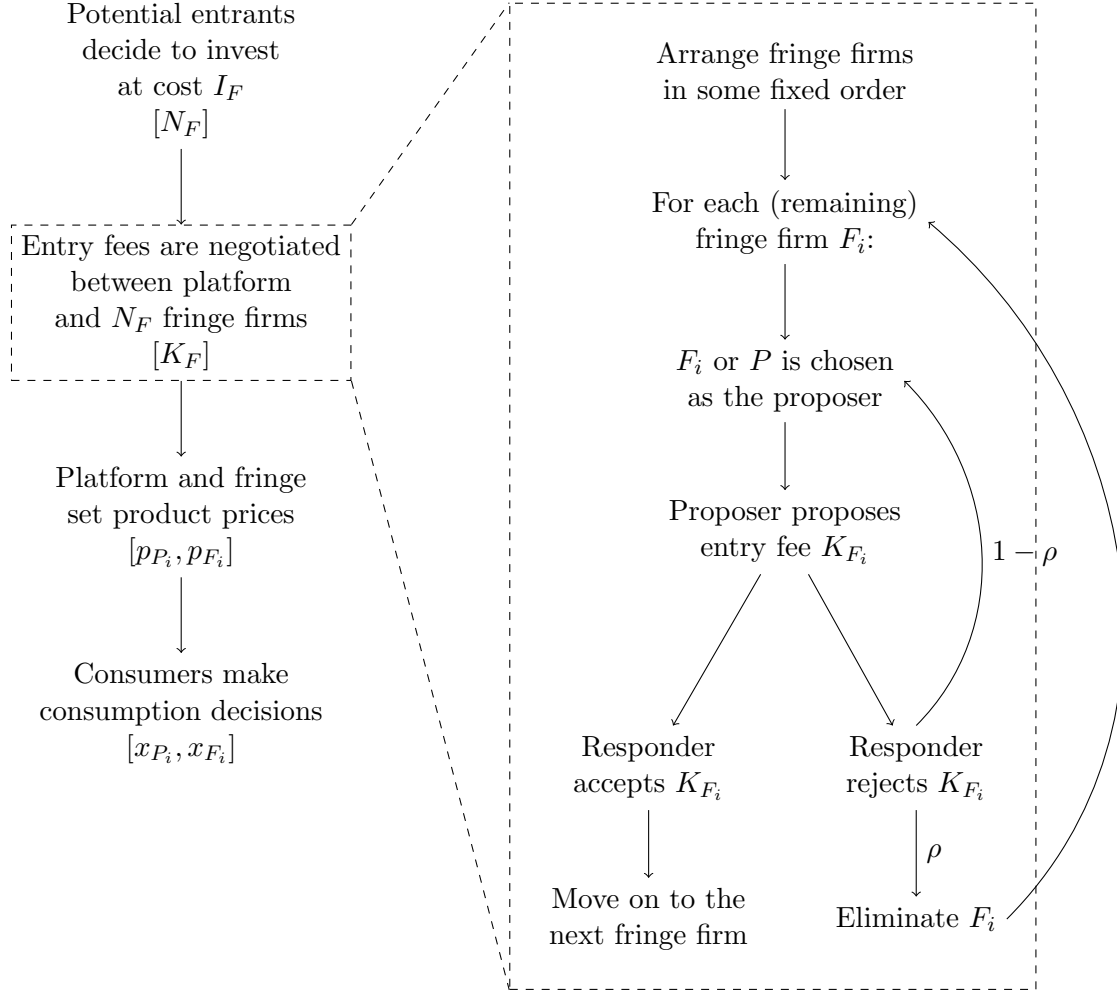 Potential entrants
decide to invest
at cost $I_F$
$[N_F]$
Entry fees are negotiated
between platform
and $N_F$ fringe firms
$[K_F]$
Platform and fringe
set product prices
$[p_{P_i}, p_{F_i}]$
Consumers make
consumption decisions
$[x_{P_i}, x_{F_i}]$
Arrange fringe firms
in some fixed order
For each (remaining)
fringe firm $F_i$:
$F_i$ or $P$ is chosen
as the proposer
Proposer proposes
entry fee $K_{F_i}$
$1 - \rho$
Responder
accepts $K_{F_i}$
Responder
rejects $K_{F_i}$
$\rho$
Move on to the
next fringe firm
Eliminate $F_i$